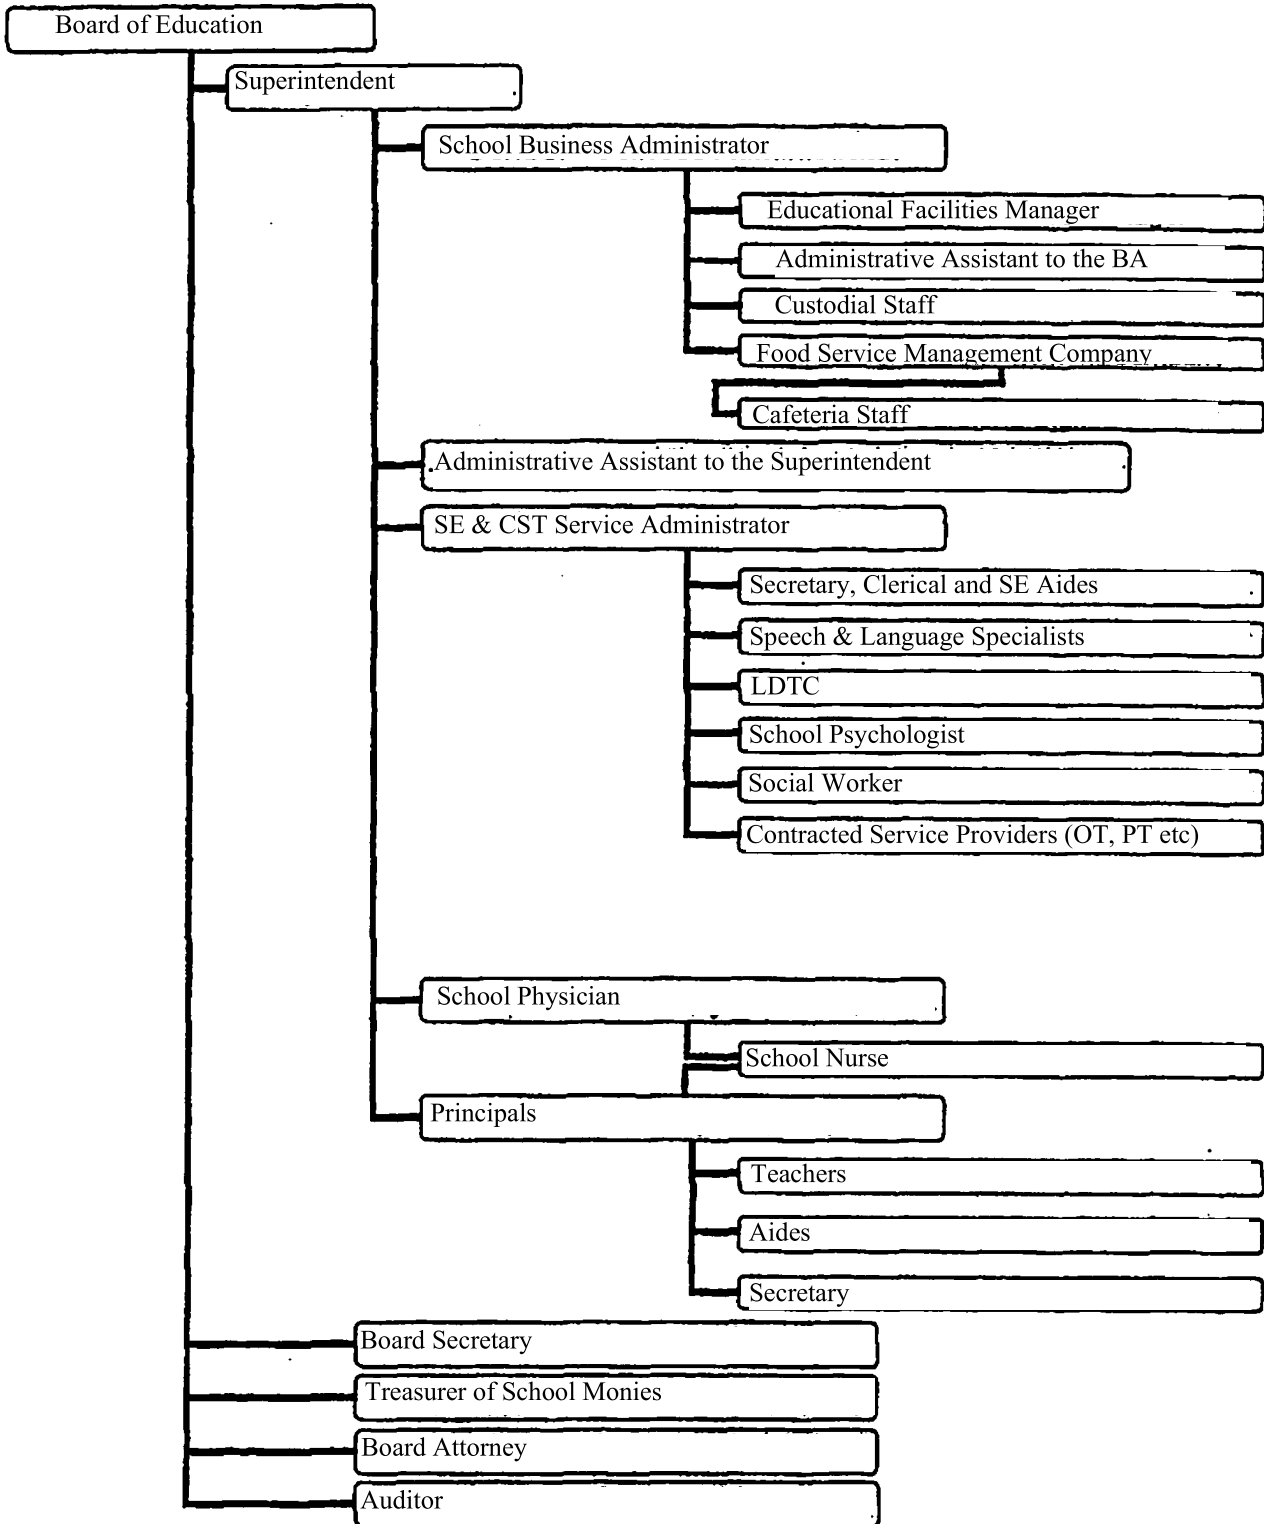 Board of Education
Superintendent
School Business Administrator
Educational Facilities Manager
Administrative Assistant to the BA
Custodial Staff
Food Service Management Company
Cafeteria Staff
Administrative Assistant to the Superintendent
SE & CST Service Administrator
Secretary, Clerical and SE Aides
Speech & Language Specialists
LDTC
School Psychologist
Social Worker
Contracted Service Providers (OT, PT etc)
School Physician
School Nurse
Principals
Teachers
Aides
Secretary
Board Secretary
Treasurer of School Monies
Board Attorney
Auditor